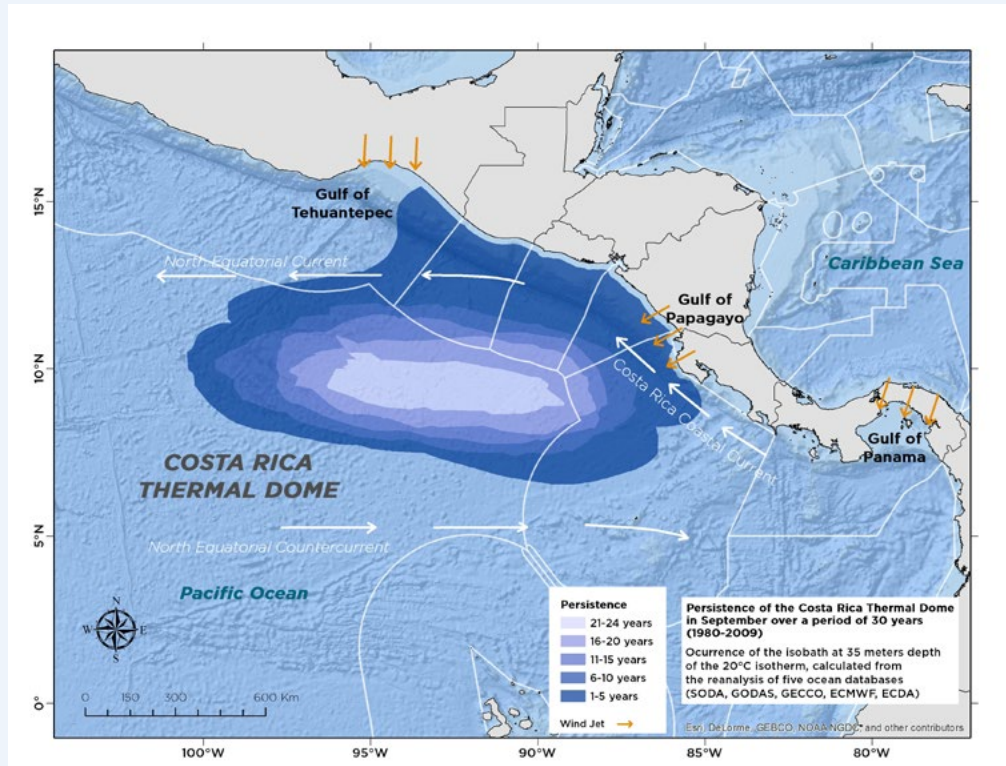 15°N
10°N
5°N
0°
Gulf of
Tehuantepec
North Equatorial Current
Caribbean Sea
Gulf of
Papagayo
Costa Rica Coastal Current
Gulf of
Panama
COSTA RICA
THERMAL DOME
North Equatorial Countercurrent
Pacific Ocean
N
W E
S
0 150 300 600 Km
Persistence
21-24 years
16-20 years
11-15 years
6-10 years
1-5 years
Wind Jet
Persistence of the Costa Rica Thermal Dome
in September over a period of 30 years
(1980-2009)
Ocurrence of the isobath at 35 meters depth
of the 20°C isotherm, calculated from
the reanalysis of five ocean databases
(SODA, GODAS, GECCO, ECMWF, ECDA)
Esri, DeLorme, GEBCO, NOAA NGDC, and other contributors
100°W 95°W 90°W 85°W 80°W